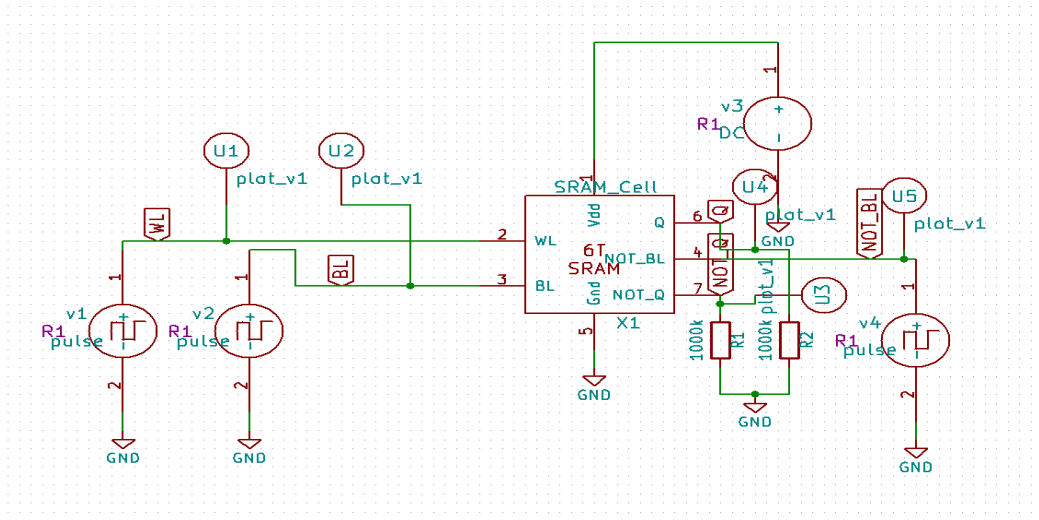 v3
R1
DC
1
2
GND
U1
plot_v1
U2
plot_v1
U4
plot_v1
U5
plot_v1
WL
BL
Q
NOT_Q
NOT_BL
SRAM_Cell
1
Vdd
2
WL
3
BL
6T
SRAM
Q
6
NOT_BL
4
NOT_Q
7
Gnd
5
X1
GND
plot_v1
U3
1000k
R1
1000k
R2
GND
1
v1
R1
pulse
2
GND
1
v2
R1
pulse
2
GND
1
v4
R1
pulse
2
GND